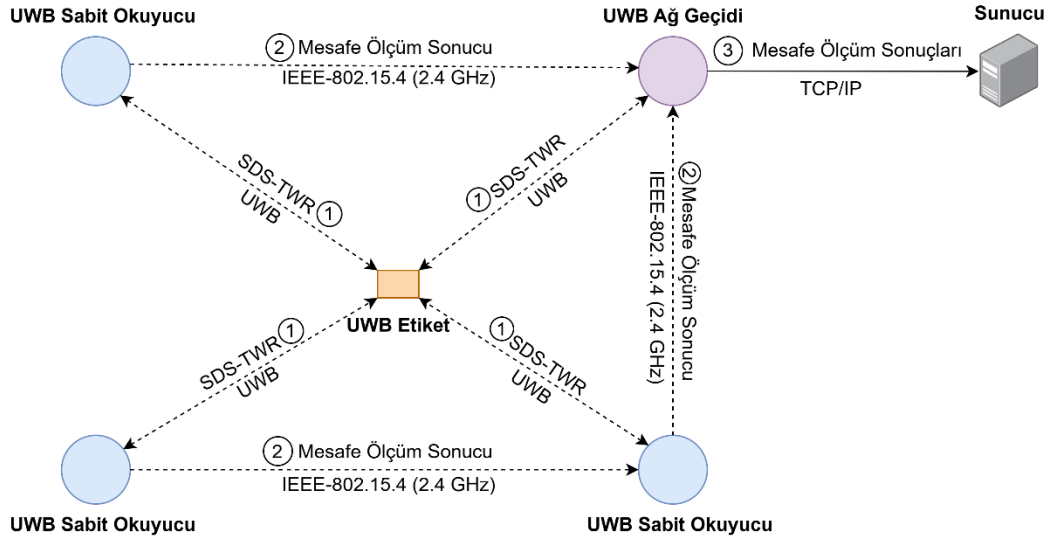 UWB Sabit Okuyucu
UWB Ağ Geçidi
Sunucu
② Mesafe Ölçüm Sonucu
IEEE-802.15.4 (2.4 GHz)
③ Mesafe Ölçüm Sonuçları
TCP/IP
SDS-TWR ①
UWB
① SDS-TWR
UWB
② Mesafe Ölçüm Sonucu
IEEE-802.15.4 (2.4 GHz)
UWB Etiket
SDS-TWR ①
UWB
① SDS-TWR
UWB
② Mesafe Ölçüm Sonucu
IEEE-802.15.4 (2.4 GHz)
UWB Sabit Okuyucu
UWB Sabit Okuyucu